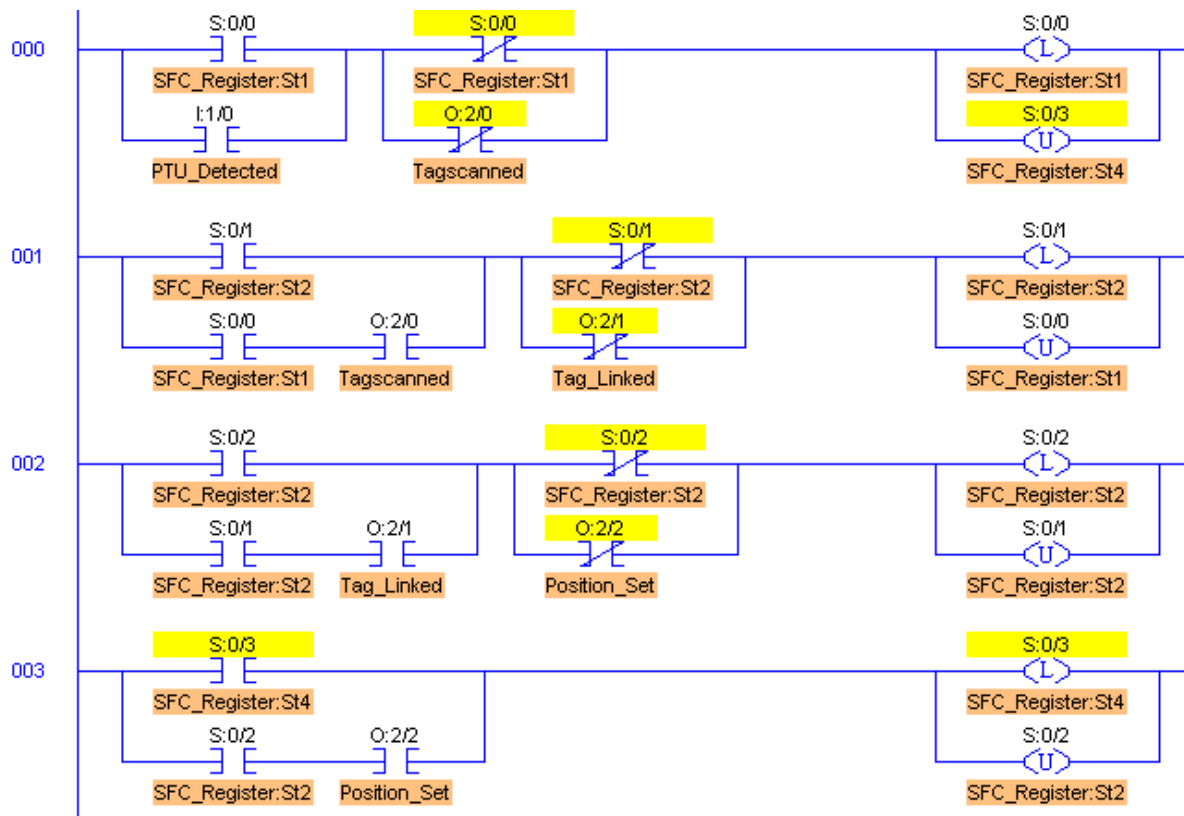 S:0/0 S:0/0 S:0/0
000
SFC_Register:St1 SFC_Register:St1 SFC_Register:St1
I:1/0 O:2/0 S:0/3
U
L
PTU_Detected Tagscanned SFC_Register:St4
S:0/1 S:0/1 S:0/1
001 L
SFC_Register:St2 SFC_Register:St2 SFC_Register:St2
S:0/0 O:2/0 O:2/1 S:0/0
U
SFC_Register:St1 Tagscanned Tag_Linked SFC_Register:St1
S:0/2 S:0/2 S:0/2
002 L
SFC_Register:St2 SFC_Register:St2 SFC_Register:St2
S:0/1 O:2/1 O:2/2 S:0/1
U
SFC_Register:St2 Tag_Linked Position_Set SFC_Register:St2
S:0/3 S:0/3
003 L
SFC_Register:St4 SFC_Register:St4
S:0/2 O:2/2 S:0/2
U
SFC_Register:St2 Position_Set SFC_Register:St2